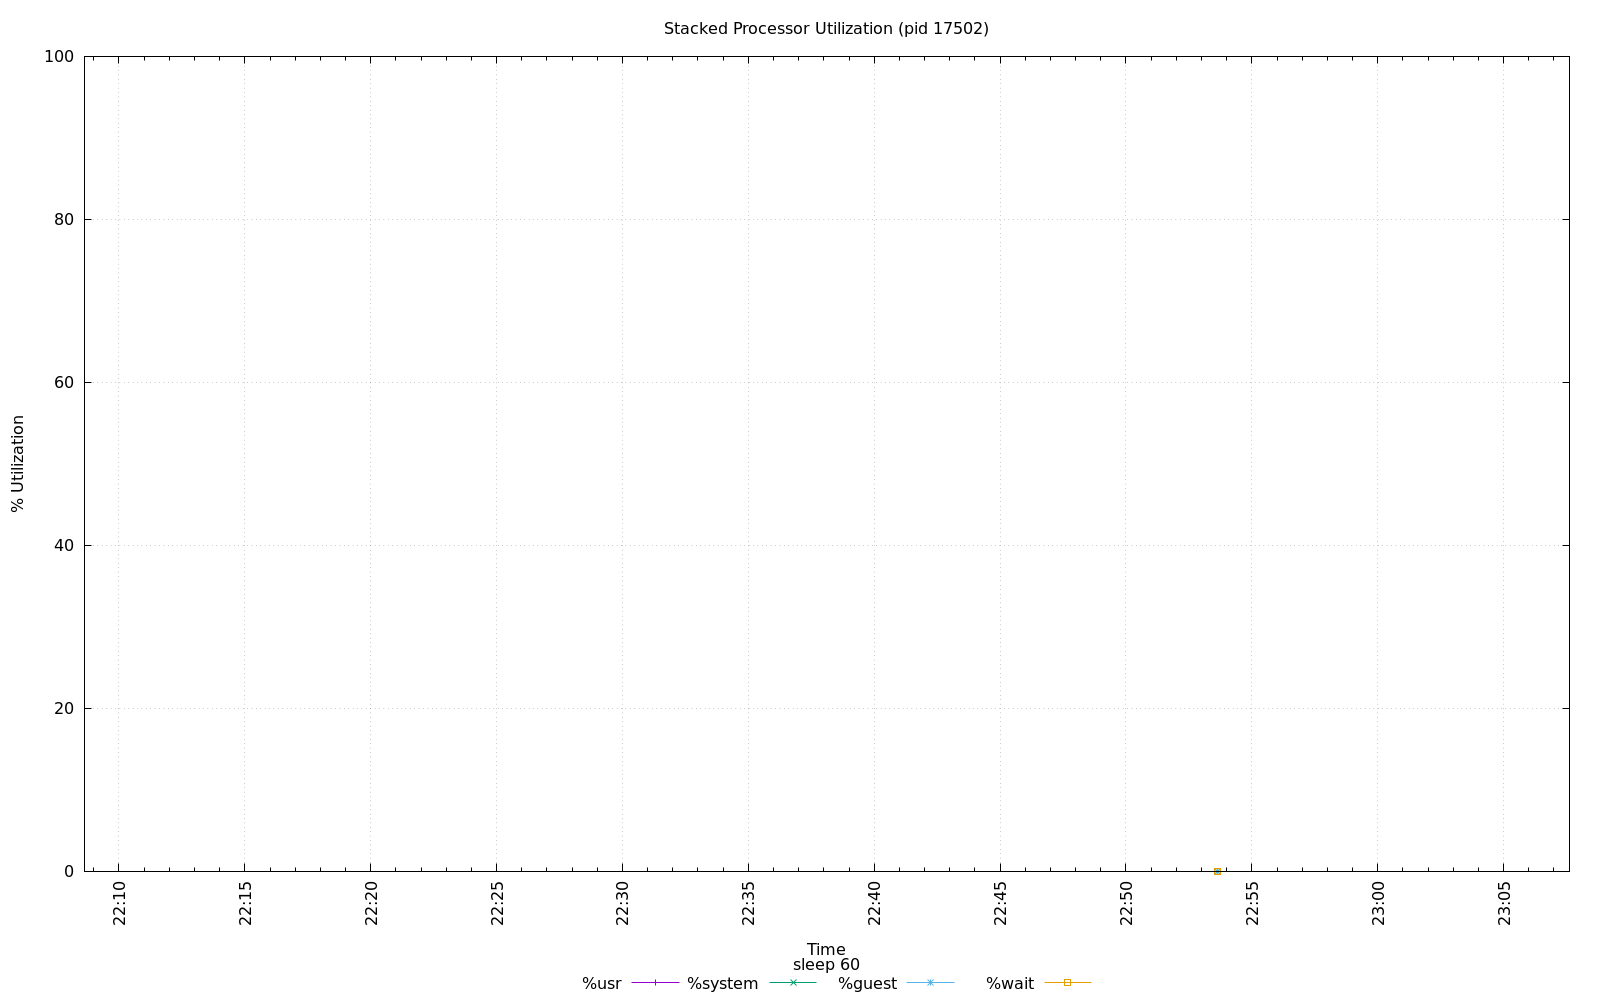 Stacked Processor Utilization (pid 17502)
100
80
60
40
20
0
% Utilization
22:10 22:15 22:20 22:25 22:30 22:35 22:40 22:45 22:50 22:55 23:00 23:05
Time
sleep 60
%usr %system %guest %wait